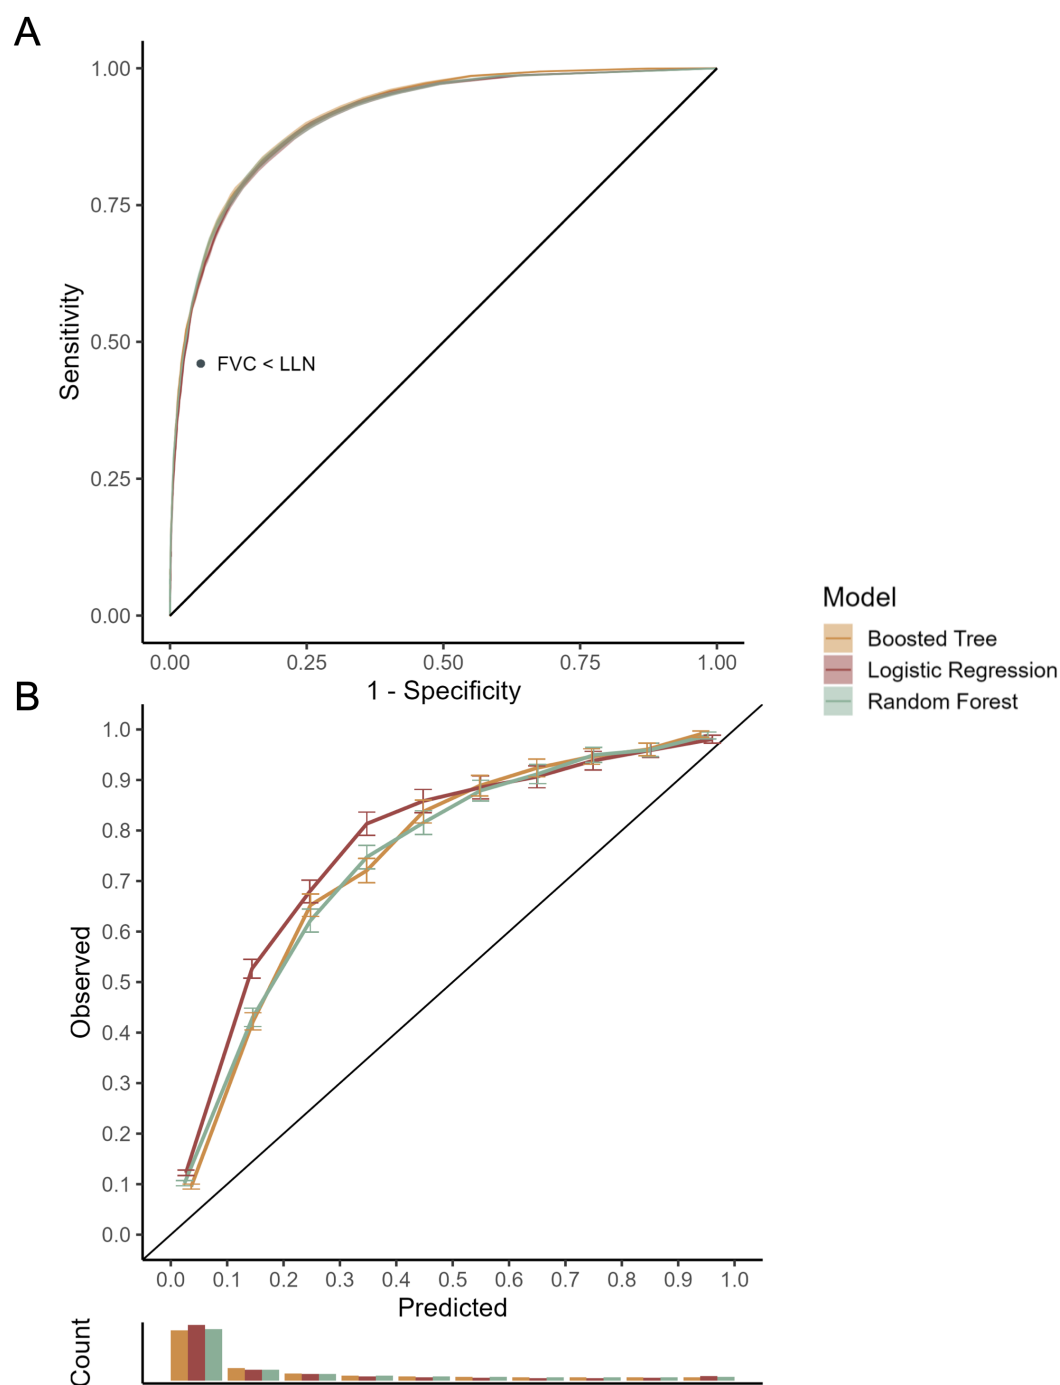 A
1.00
0.75
0.50
0.25
0.00
Sensitivity
FVC < LLN
0.00 0.25 0.50 0.75 1.00
1 - Specificity
Model
Boosted Tree
Logistic Regression
Random Forest
B
1.0
0.9
0.8
0.7
0.6
0.5
0.4
0.3
0.2
0.1
0.0
Observed
0.0 0.1 0.2 0.3 0.4 0.5 0.6 0.7 0.8 0.9 1.0
Predicted
Count